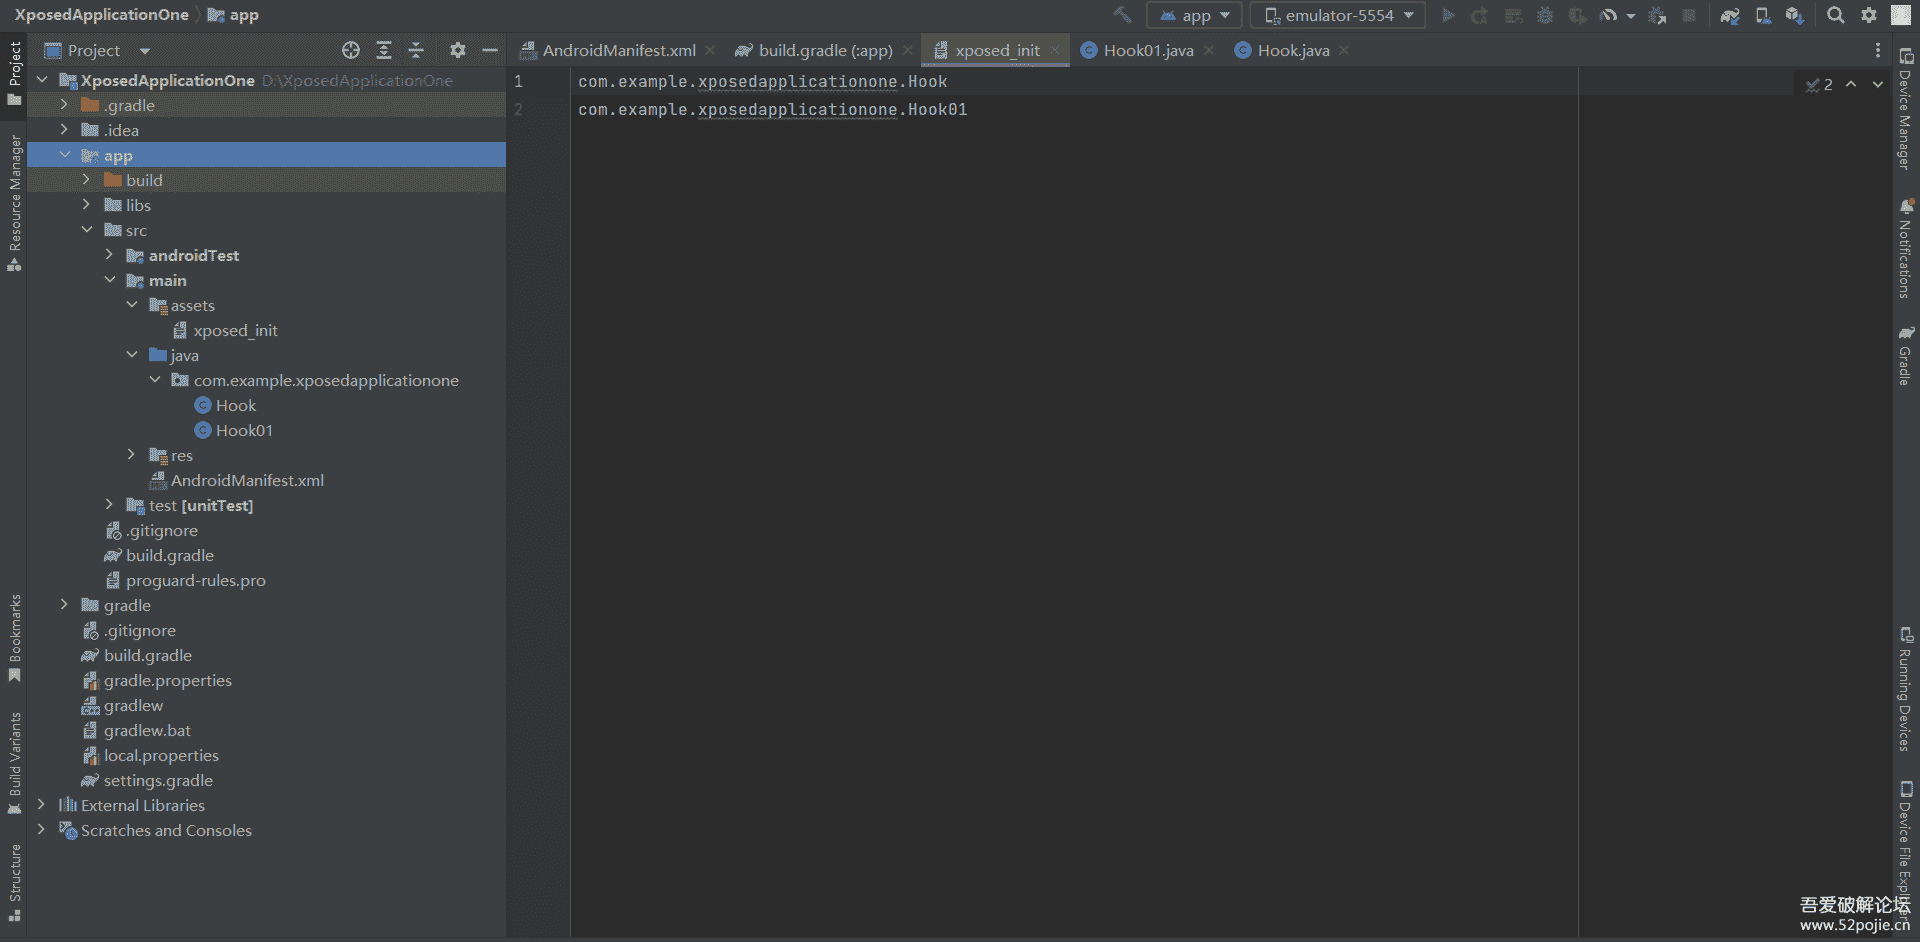 XposedApplicationOne app
app
emulator-5554
Project
AndroidManifest.xml
build.gradle (:app)
xposed_init
Hook01.java
Hook.java
Project
Resource Manager
Bookmarks
Build Variants
Structure
XposedApplicationOne D:\XposedApplicationOne
.gradle
.idea
app
build
libs
src
androidTest
main
assets
xposed_init
java
com.example.xposedapplicationone
Hook
Hook01
res
AndroidManifest.xml
test [unitTest]
.gitignore
build.gradle
proguard-rules.pro
gradle
.gitignore
build.gradle
gradle.properties
gradlew
gradlew.bat
local.properties
settings.gradle
External Libraries
Scratches and Consoles
1 com.example.xposedapplicationone.Hook
2 com.example.xposedapplicationone.Hook01
2
Device Manager
Notifications
Gradle
Running Devices
Device File Explorer
吾爱破解论坛
www.52pojie.cn